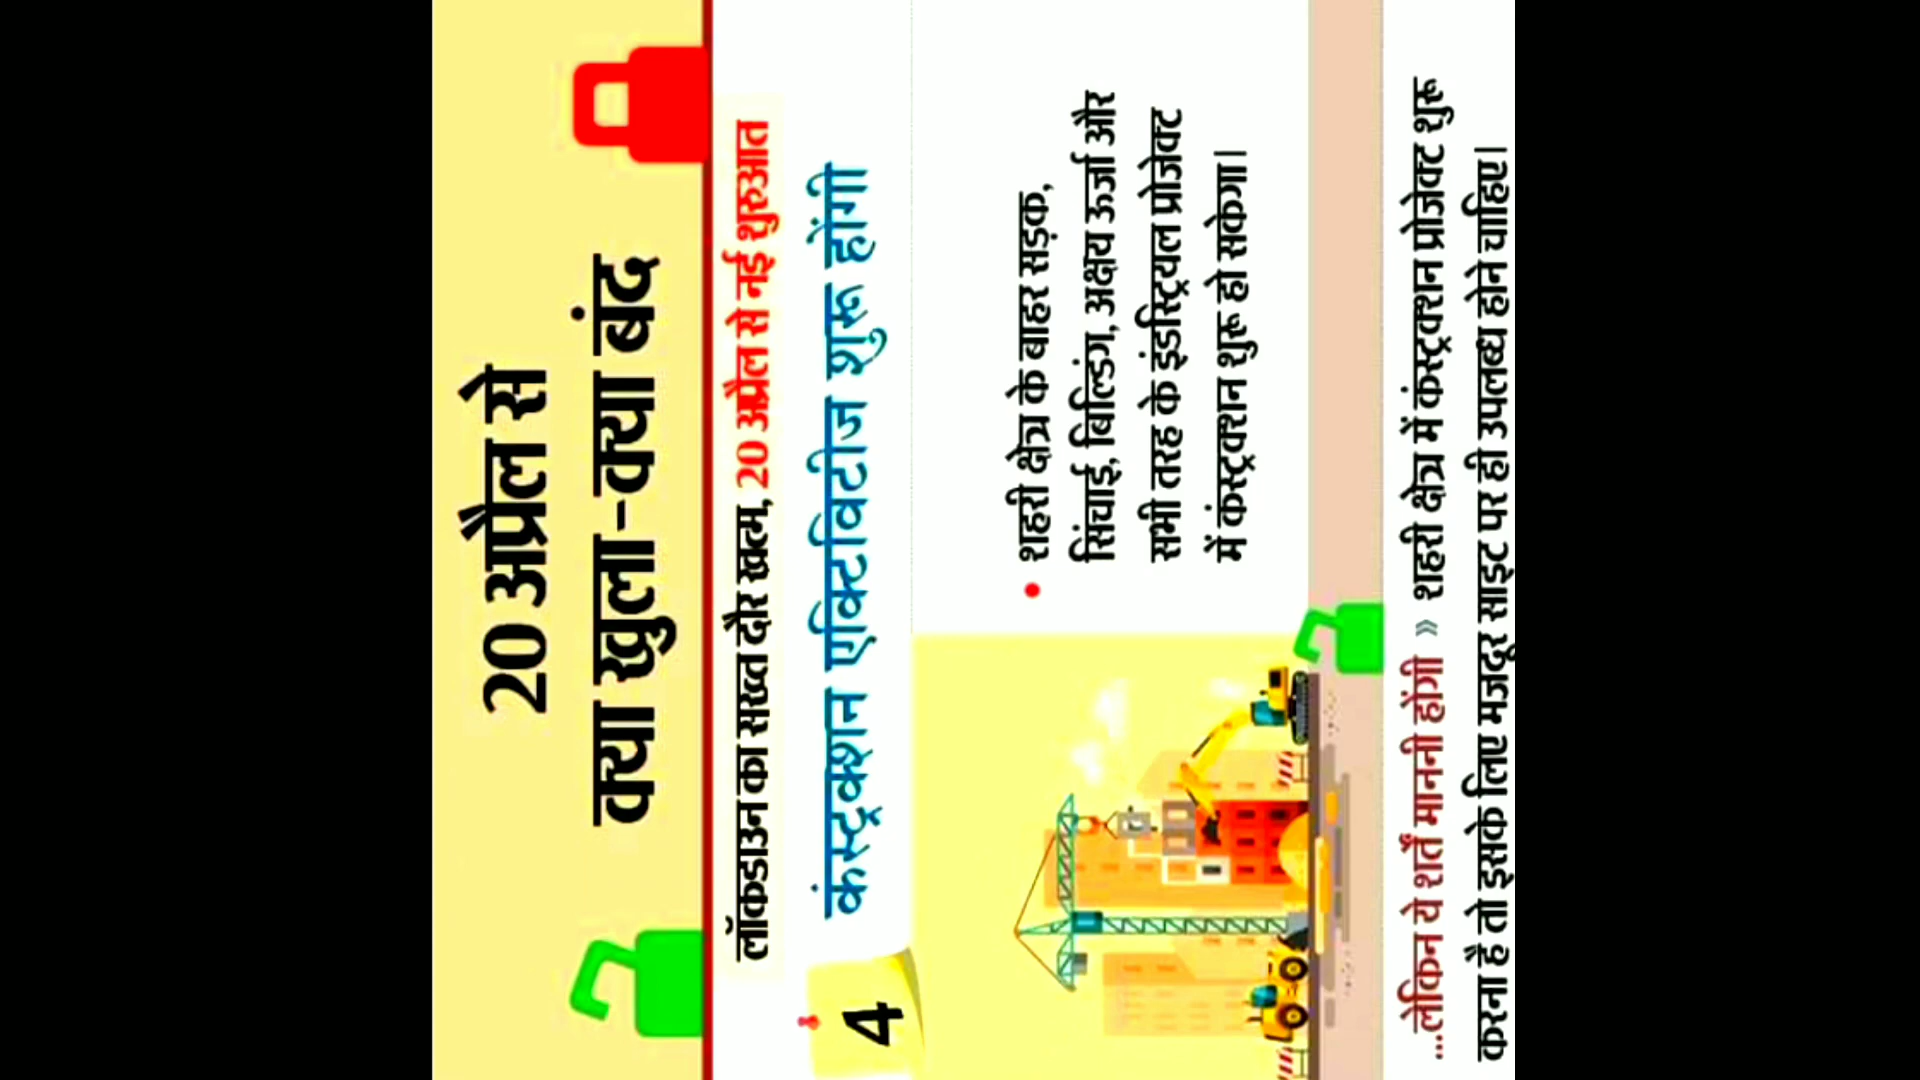 20 अप्रैल से
क्या खुला-क्या बंद
लॉकडाउन का सख्त दौर खत्म, 20 अप्रैल से नई शुरुआत
4
कंस्ट्रक्शन एक्टिविटीज शुरू होंगी
• शहरी क्षेत्र के बाहर सड़क,
सिंचाई, बिल्डिंग, अक्षय ऊर्जा और
सभी तरह के इंडस्ट्रियल प्रोजेक्ट
में कंस्ट्रक्शन शुरू हो सकेगा।
...लेकिन ये शर्तें माननी होंगी » शहरी क्षेत्र में कंस्ट्रक्शन प्रोजेक्ट शुरू
करना है तो इसके लिए मजदूर साइट पर ही उपलब्ध होने चाहिए।